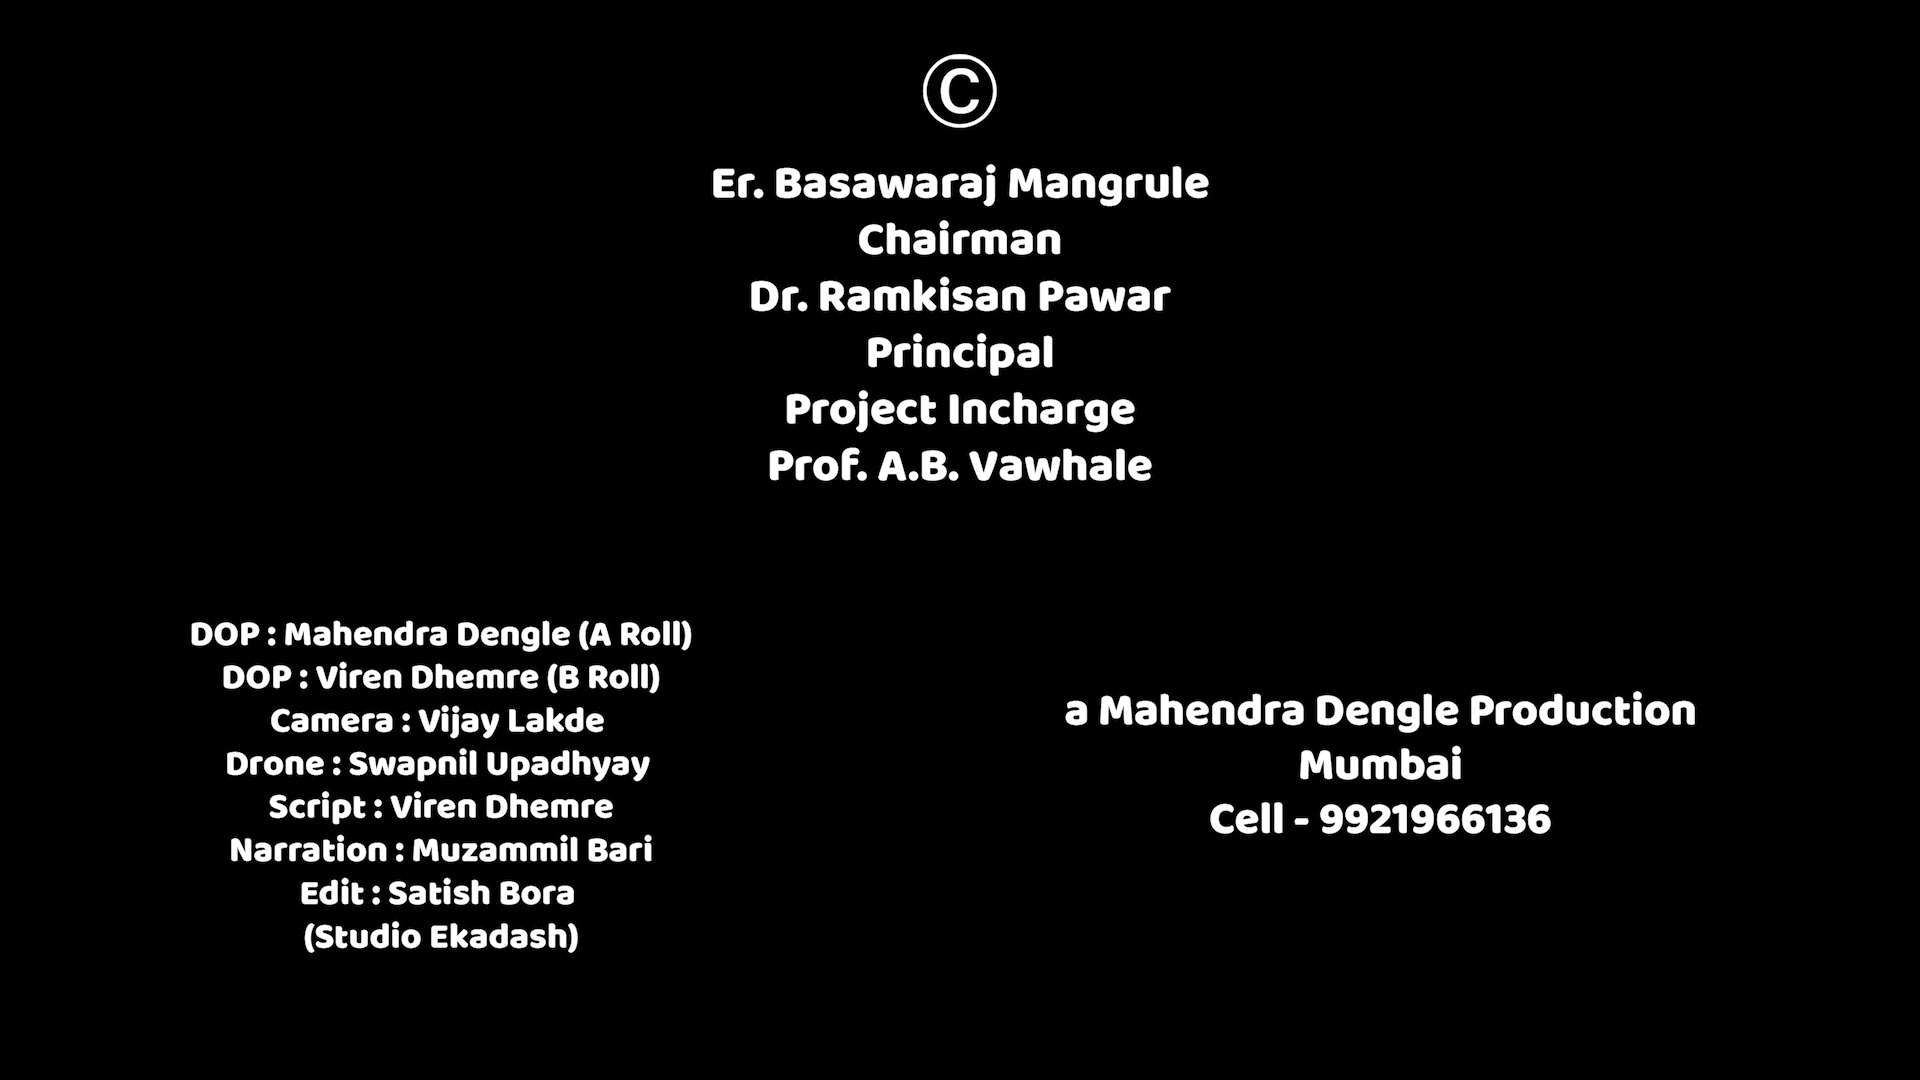 ©
Er. Basawaraj Mangrule
Chairman
Dr. Ramkisan Pawar
Principal
Project Incharge
Prof. A.B. Vawhale
DOP : Mahendra Dengle (A Roll)
DOP : Viren Dhemre (B Roll)
Camera : Vijay Lakde
Drone : Swapnil Upadhyay
Script : Viren Dhemre
Narration : Muzammil Bari
Edit : Satish Bora
(Studio Ekadash)
a Mahendra Dengle Production
Mumbai
Cell - 9921966136